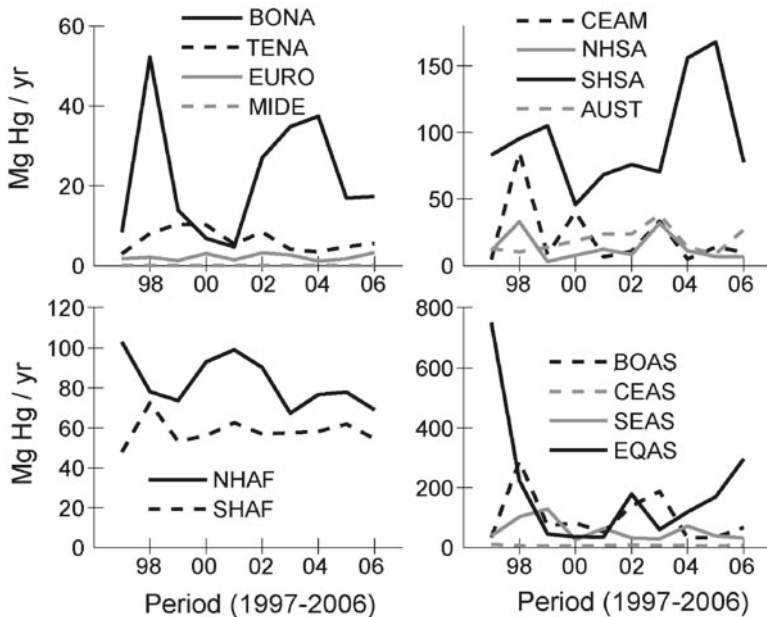 Mg Hg / yr
60
40
20
0
98
00
02
04
06
BONA
TENA
EURO
MIDE
150
100
50
0
98
00
02
04
06
CEAM
NHSA
SHSA
AUST
Mg Hg / yr
120
100
80
60
40
20
0
98
00
02
04
06
NHAF
SHAF
Period (1997-2006)
800
600
400
200
0
98
00
02
04
06
BOAS
CEAS
SEAS
EQAS
Period (1997-2006)